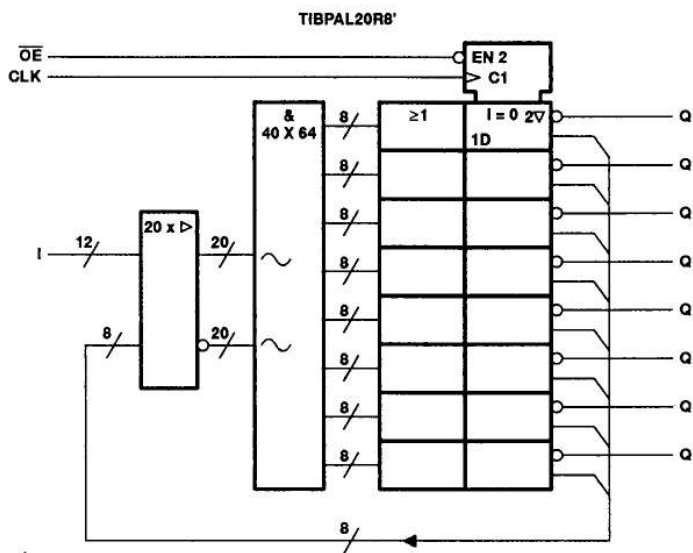 TIBPAL20R8'
OE
EN 2
CLK
C1
&
40 X 64
8
≥1
I = 0 2▽
1D
Q
8
Q
8
Q
20 x ▷
I
12
20
8
Q
8
Q
8
20
8
Q
8
Q
8
Q
8